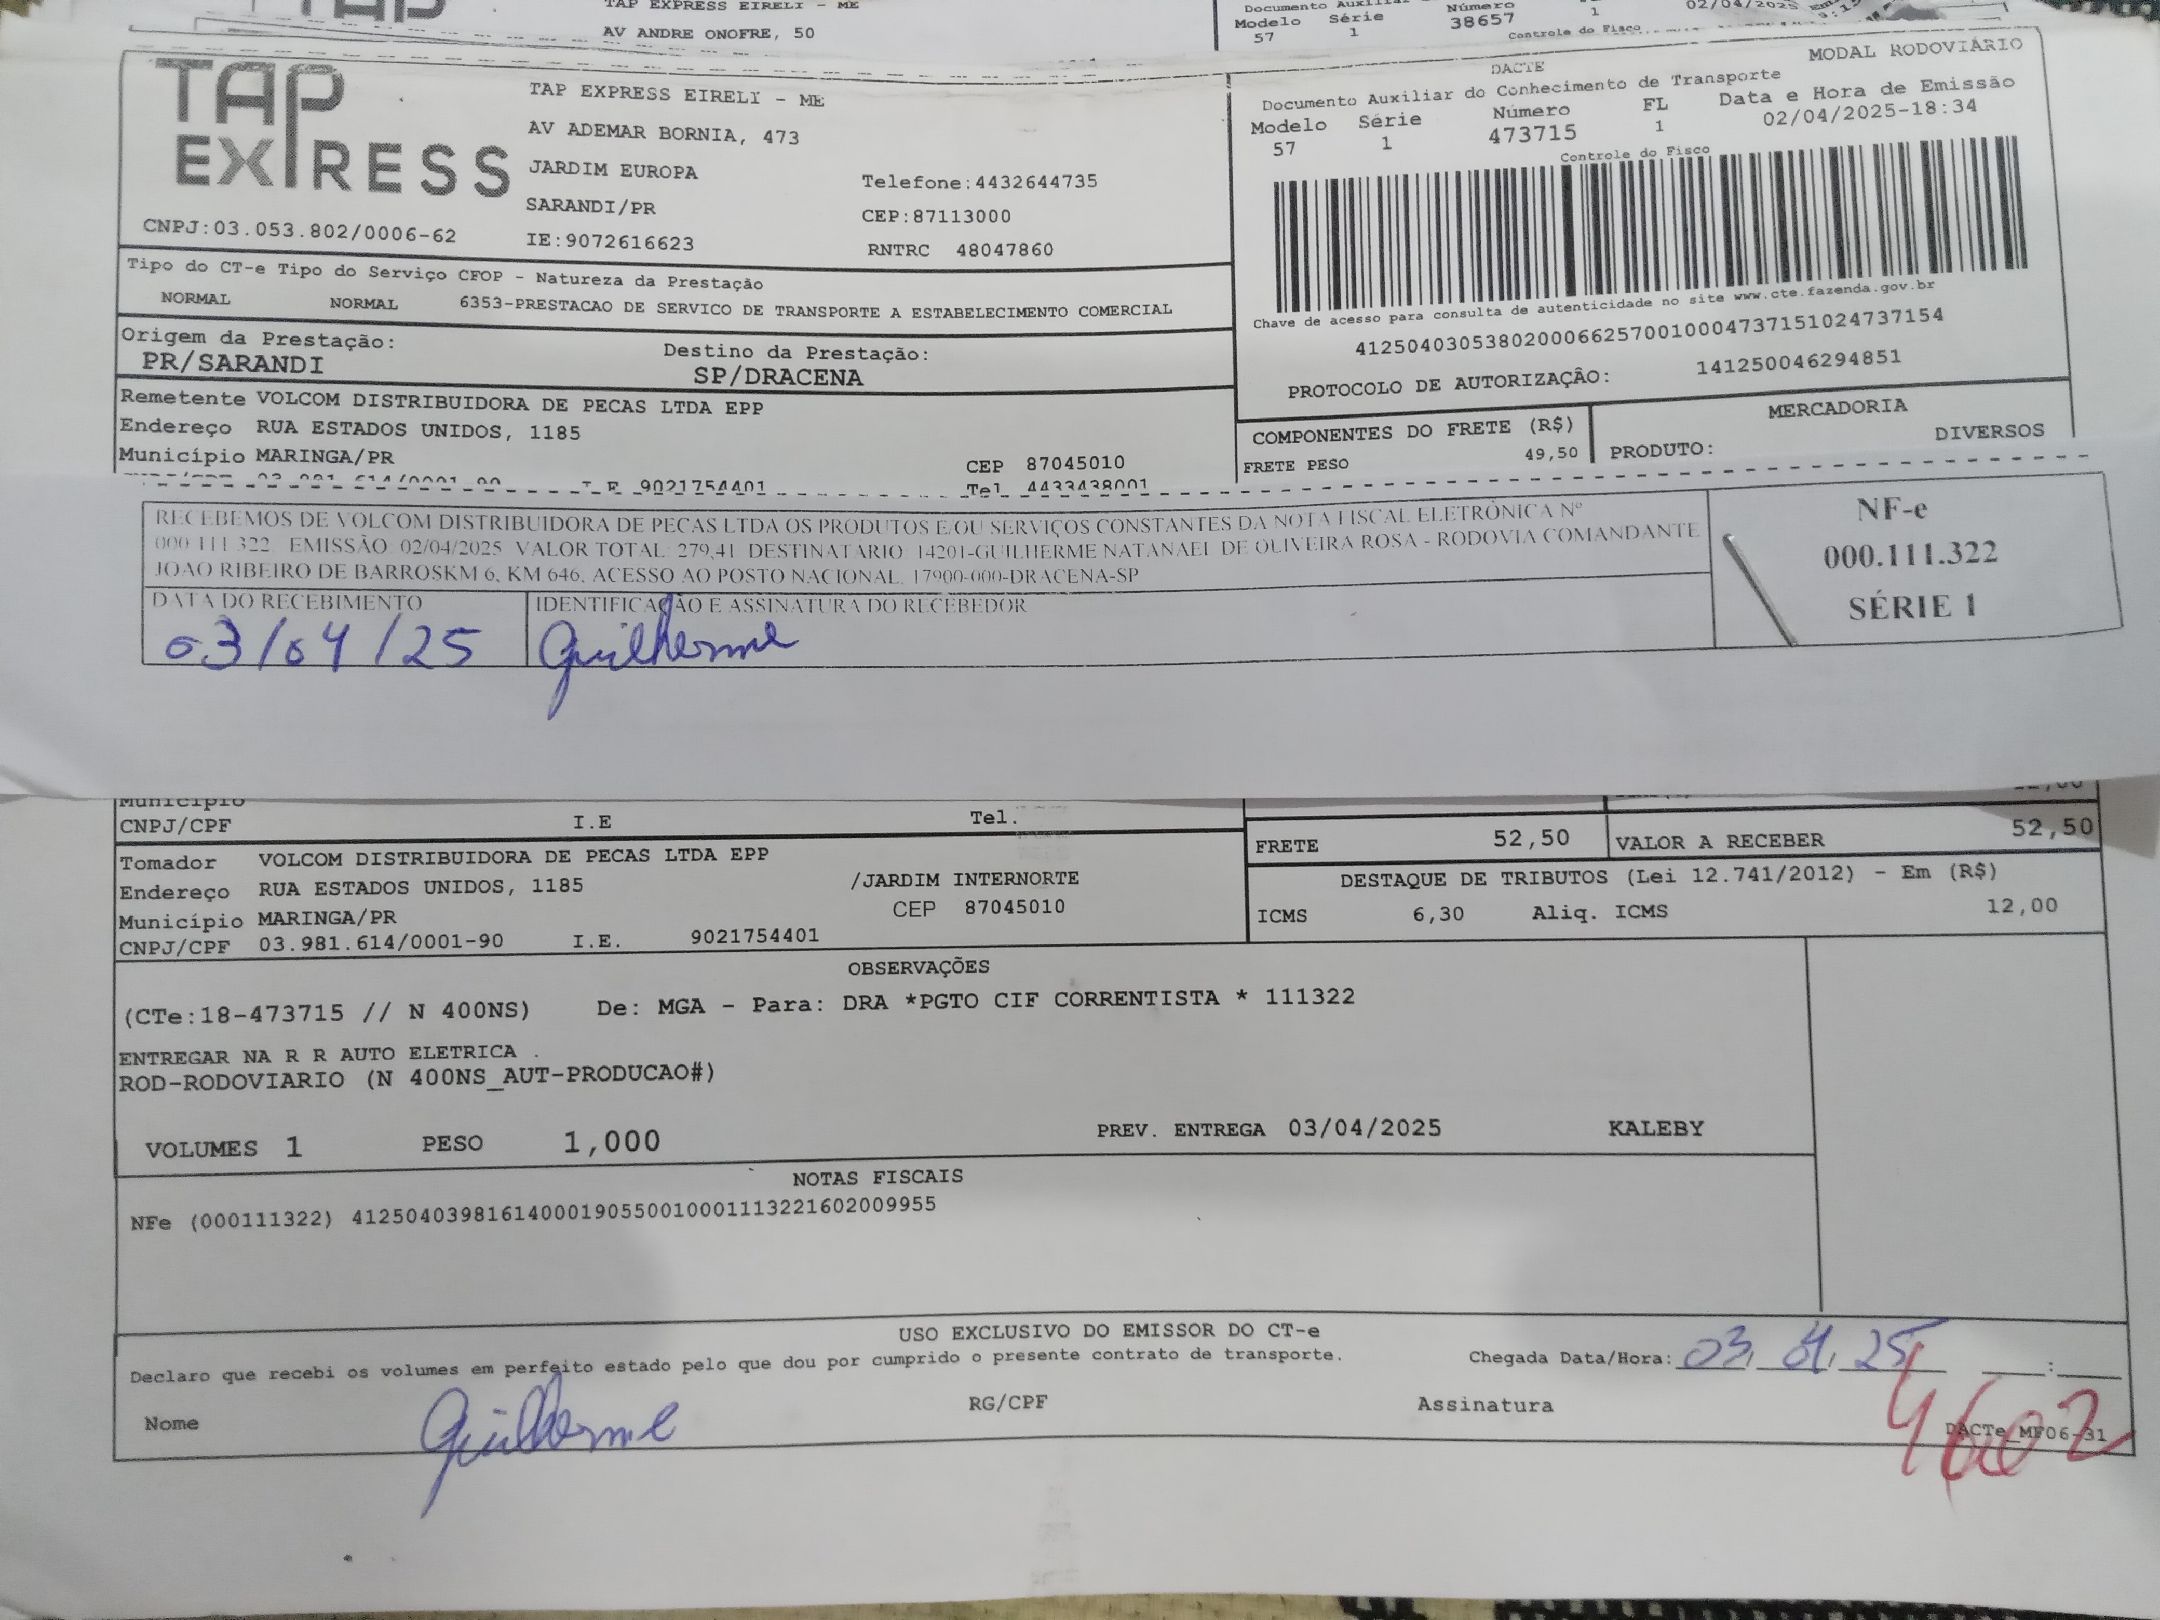 TAP EXPRESS EIRELI - ME
AV ANDRE ONOFRE, 50
Modelo Série Número
57 1 38657 1 02/04/2025
Controle do Fisco
TAP EXPRESS
TAP EXPRESS EIRELI - ME
AV ADEMAR BORNIA, 473
JARDIM EUROPA
Telefone:4432644735
SARANDI/PR
CEP:87113000
CNPJ:03.053.802/0006-62
IE:9072616623
RNTRC 48047860
MODAL RODOVIÁRIO
DACTE
Documento Auxiliar do Conhecimento de Transporte
Modelo Série Número FL Data e Hora de Emissão
57 1 473715 1 02/04/2025-18:34
Controle do Fisco
Chave de acesso para consulta de autenticidade no site www.cte.fazenda.gov.br
41250403053802000662570010004737151024737154
PROTOCOLO DE AUTORIZAÇÃO: 141250046294851
Tipo do CT-e Tipo do Serviço CFOP - Natureza da Prestação
NORMAL NORMAL 6353-PRESTACAO DE SERVICO DE TRANSPORTE A ESTABELECIMENTO COMERCIAL
Origem da Prestação: Destino da Prestação:
PR/SARANDI SP/DRACENA
Remetente VOLCOM DISTRIBUIDORA DE PECAS LTDA EPP
Endereço RUA ESTADOS UNIDOS, 1185
Município MARINGA/PR CEP 87045010
I.E 9021754401 Tel 4433438001
COMPONENTES DO FRETE (R$)
FRETE PESO 49,50
MERCADORIA
PRODUTO: DIVERSOS
RECEBEMOS DE VOLCOM DISTRIBUIDORA DE PECAS LTDA OS PRODUTOS E/OU SERVIÇOS CONSTANTES DA NOTA FISCAL ELETRÔNICA Nº
000.111.322. EMISSÃO: 02/04/2025 VALOR TOTAL: 279,41 DESTINATÁRIO: 14201-GUILHERME NATANAEL DE OLIVEIRA ROSA - RODOVIA COMANDANTE
JOAO RIBEIRO DE BARROSKM 6, KM 646, ACESSO AO POSTO NACIONAL, 17900-000-DRACENA-SP
DATA DO RECEBIMENTO IDENTIFICAÇÃO E ASSINATURA DO RECEBEDOR
03/04/25 Guilherme
NF-e
000.111.322
SÉRIE 1
Município
CNPJ/CPF I.E Tel.
FRETE 52,50 VALOR A RECEBER 52,50
Tomador VOLCOM DISTRIBUIDORA DE PECAS LTDA EPP
Endereço RUA ESTADOS UNIDOS, 1185 /JARDIM INTERNORTE
Município MARINGA/PR CEP 87045010
CNPJ/CPF 03.981.614/0001-90 I.E. 9021754401
DESTAQUE DE TRIBUTOS (Lei 12.741/2012) - Em (R$)
ICMS 6,30 Aliq. ICMS 12,00
OBSERVAÇÕES
(CTe:18-473715 // N 400NS) De: MGA - Para: DRA *PGTO CIF CORRENTISTA * 111322
ENTREGAR NA R R AUTO ELETRICA .
ROD-RODOVIARIO (N 400NS_AUT-PRODUCAO#)
VOLUMES 1 PESO 1,000 PREV. ENTREGA 03/04/2025 KALEBY
NOTAS FISCAIS
NFe (000111322) 41250403981614000190550010001113221602009955
USO EXCLUSIVO DO EMISSOR DO CT-e
Declaro que recebi os volumes em perfeito estado pelo que dou por cumprido o presente contrato de transporte. Chegada Data/Hora: 03 04 25 :
Nome Guilherme RG/CPF Assinatura
DACTe_MF06-31
4602